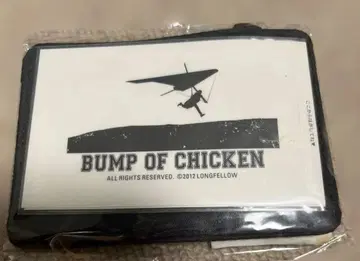 BUMP OF CHICKEN
ALL RIGHTS RESERVED. ©2012 LONGFELLOW